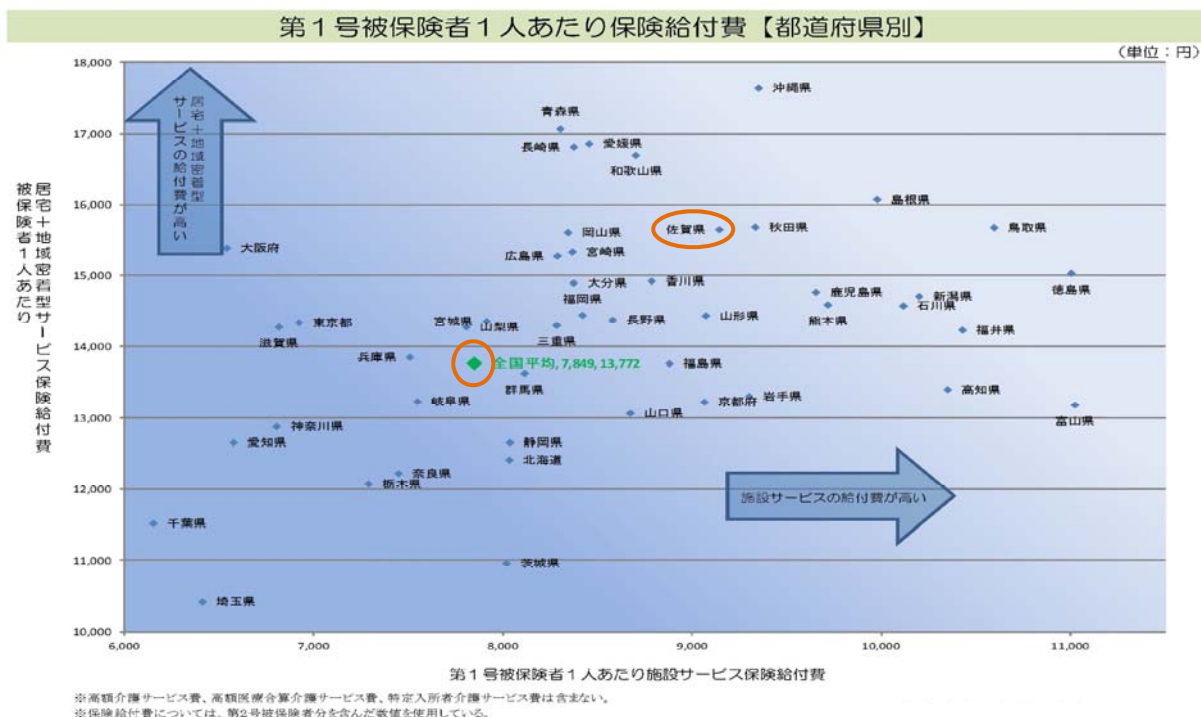 第１号被保険者１人あたり保険給付費【都道府県別】
（単位：円）
18,000
17,000
16,000
15,000
14,000
13,000
12,000
11,000
10,000
居宅＋地域密着型
サービスの給付費が高い
居宅＋地域密着型サービス保険給付費
被保険者１人あたり
沖縄県
青森県
長崎県
愛媛県
和歌山県
島根県
大阪府
岡山県
佐賀県
秋田県
鳥取県
広島県
宮崎県
大分県
香川県
徳島県
福岡県
鹿児島県
新潟県
石川県
東京都
宮城県
山梨県
長野県
山形県
熊本県
福井県
滋賀県
三重県
兵庫県
全国平均, 7,849, 13,772
福島県
群馬県
岐阜県
山口県
京都府
岩手県
高知県
富山県
神奈川県
愛知県
静岡県
北海道
奈良県
栃木県
施設サービスの給付費が高い
千葉県
茨城県
埼玉県
6,000
7,000
8,000
9,000
10,000
11,000
第１号被保険者１人あたり施設サービス保険給付費
※高額介護サービス費、高額医療合算介護サービス費、特定入所者介護サービス費は含まない。
※保険給付費については、第2号被保険者分を含んだ数値を使用している。